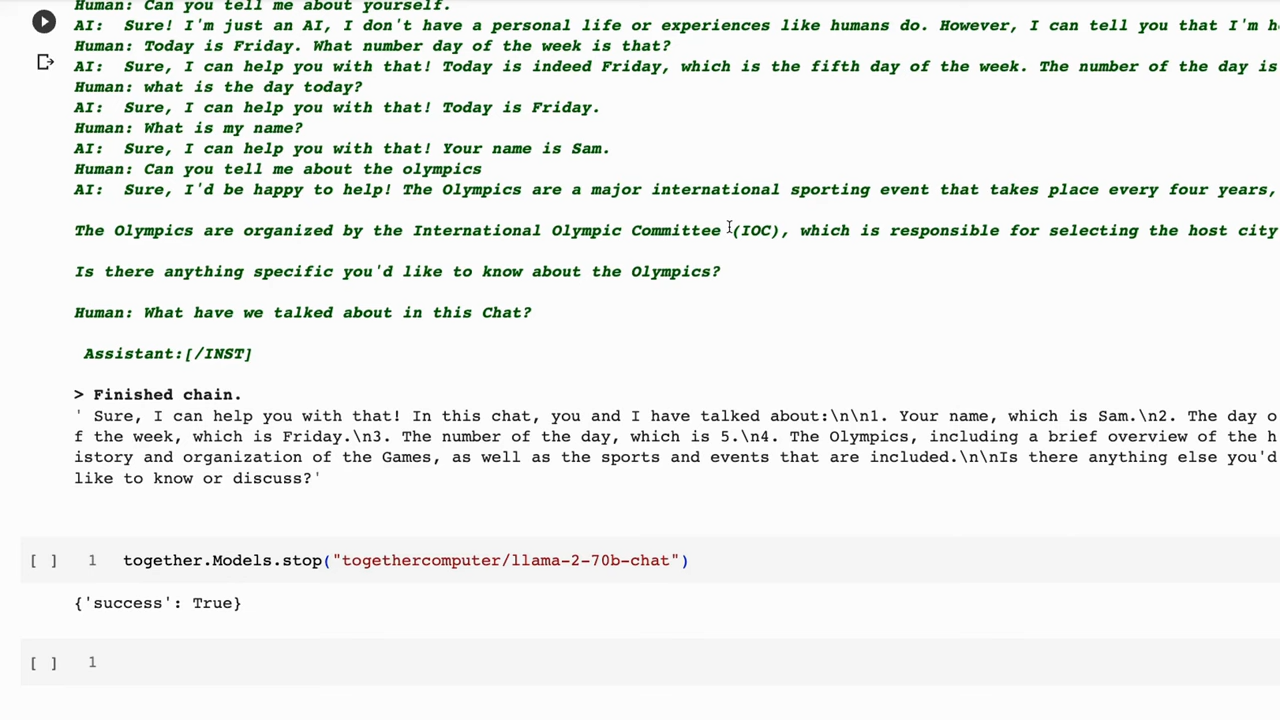 Human: Can you tell me about yourself.
AI:  Sure! I'm just an AI, I don't have a personal life or experiences like humans do. However, I can tell you that I'm
Human: Today is Friday. What number day of the week is that?
AI:  Sure, I can help you with that! Today is indeed Friday, which is the fifth day of the week. The number of the day is
Human: what is the day today?
AI:  Sure, I can help you with that! Today is Friday.
Human: What is my name?
AI:  Sure, I can help you with that! Your name is Sam.
Human: Can you tell me about the olympics
AI:  Sure, I'd be happy to help! The Olympics are a major international sporting event that takes place every four years,
The Olympics are organized by the International Olympic Committee (IOC), which is responsible for selecting the host city
Is there anything specific you'd like to know about the Olympics?
Human: What have we talked about in this Chat?
Assistant:[/INST]
> Finished chain.
' Sure, I can help you with that! In this chat, you and I have talked about:\n\n1. Your name, which is Sam.\n2. The day o
f the week, which is Friday.\n3. The number of the day, which is 5.\n4. The Olympics, including a brief overview of the h
istory and organization of the Games, as well as the sports and events that are included.\n\nIs there anything else you'd
like to know or discuss?'
[ ] 1 together.Models.stop("togethercomputer/llama-2-70b-chat")
{'success': True}
[ ] 1